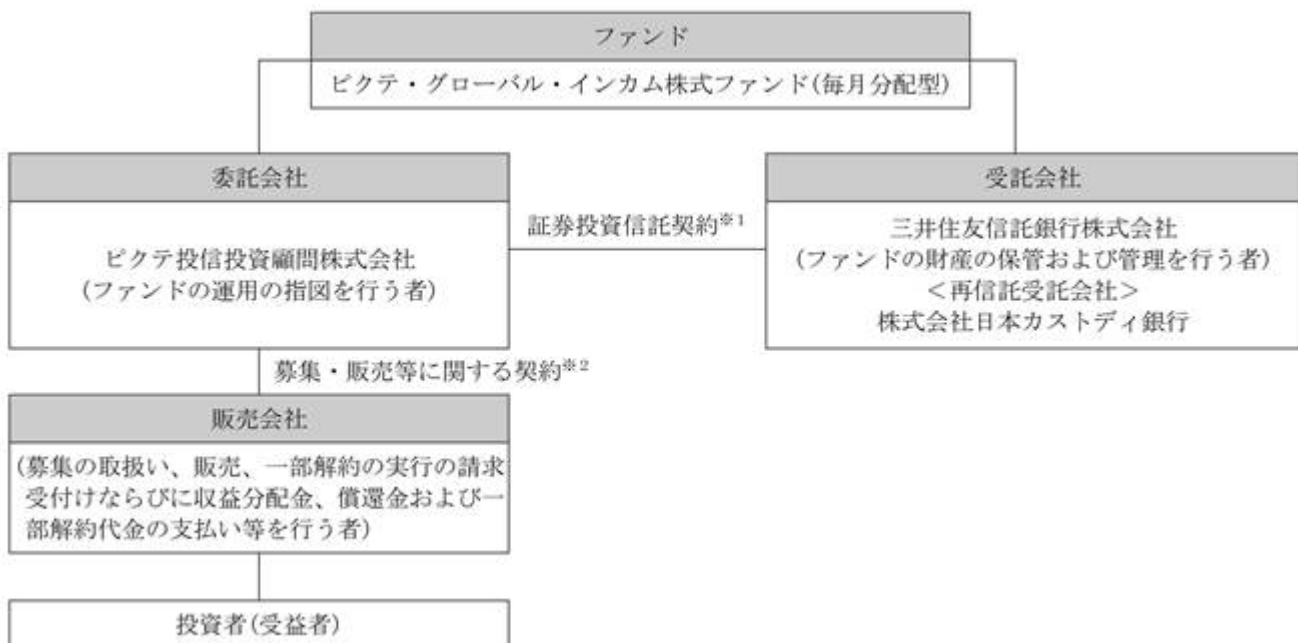 ファンド
ピクテ・グローバル・インカム株式ファンド(毎月分配型)
委託会社
ピクテ投信投資顧問株式会社
(ファンドの運用の指図を行う者)
証券投資信託契約※1
受託会社
三井住友信託銀行株式会社
(ファンドの財産の保管および管理を行う者)
＜再信託受託会社＞
株式会社日本カストディ銀行
募集・販売等に関する契約※2
販売会社
(募集の取扱い、販売、一部解約の実行の請求
受付けならびに収益分配金、償還金および一
部解約代金の支払い等を行う者)
投資者(受益者)